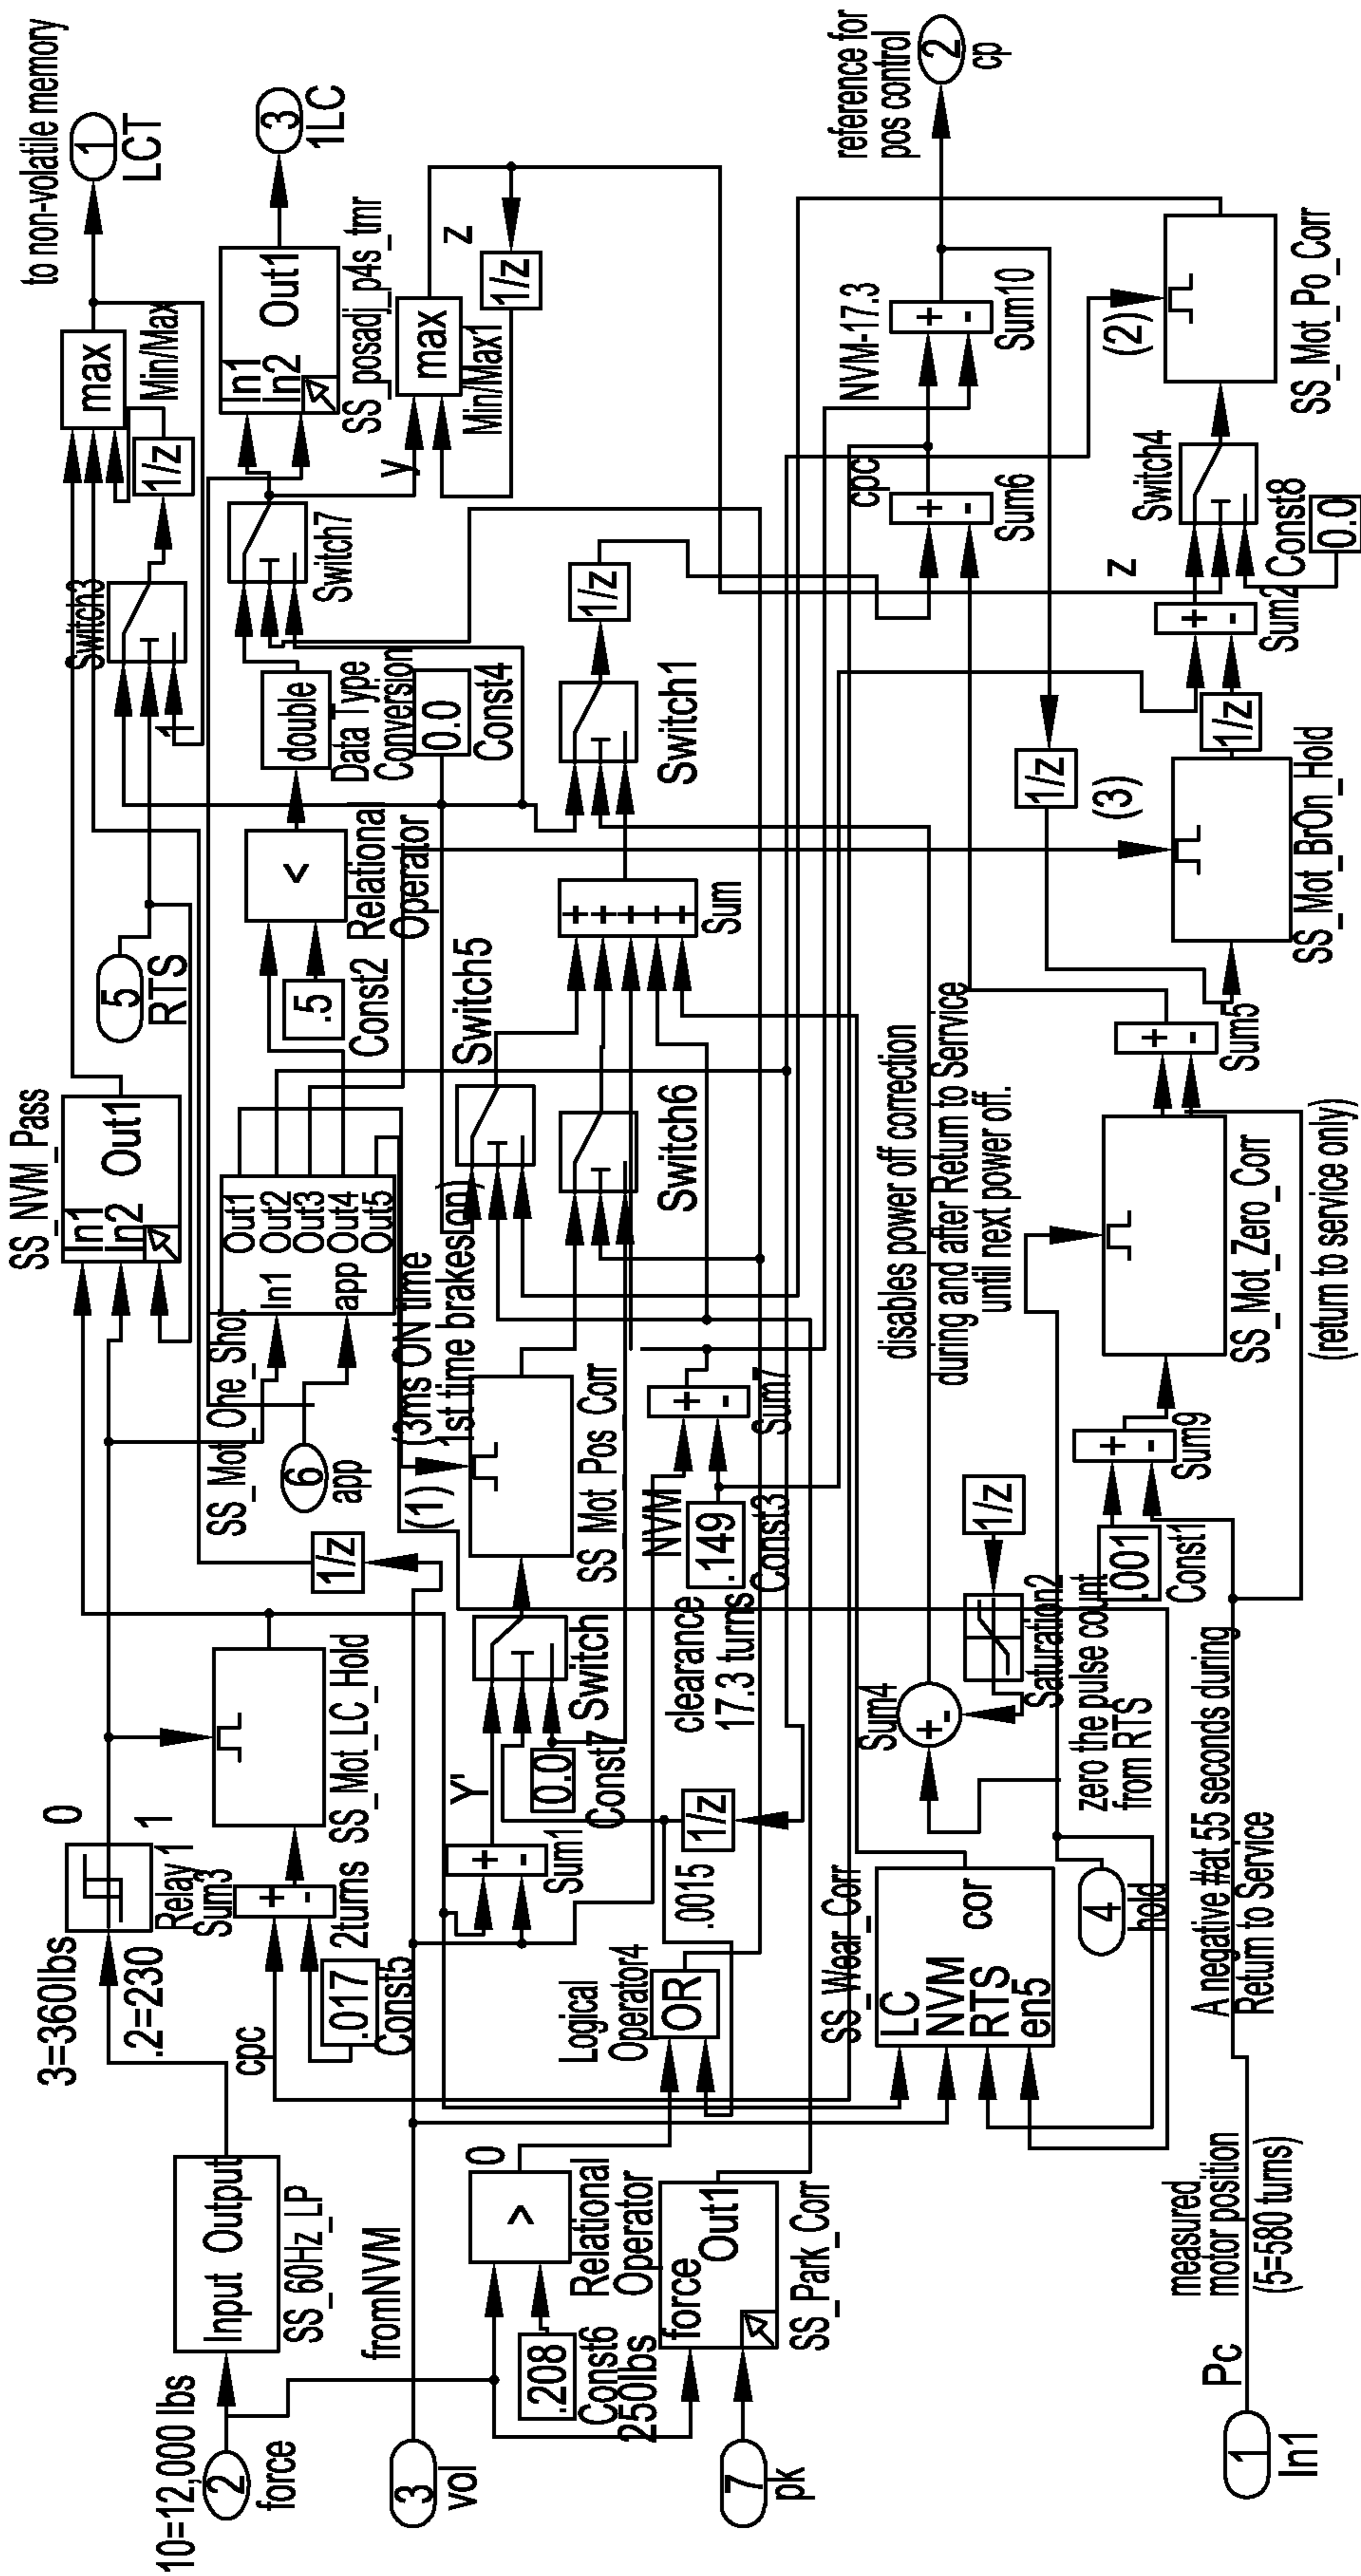 10=12,000 lbs
2
force
Input Output
SS_60Hz_LP
3=360lbs
.2=230
0
1
Relay 1
Sum3
+
-
cpc
.017
Const5
2turns
SS_Mot_LC_Hold
SS_NVM_Pass
In1
In2
Out1
5
RTS
Switch3
1
1/z
max
Min/Max
to non-volatile memory
1
LCT
SS_Mot_One_Shot
In1
app
Out1
Out2
Out3
Out4
Out5
6
app
1/z
.5
Const2
<
Relational
Operator
double
Data Type
Conversion
0.0
Const4
Switch7
In1
In2
Out1
SS_posadj_p4s_tmr
3
1LC
y
max
Min/Max1
z
1/z
fromNVM
3
vol
+
-
Sum1
Y'
0.0
Const7
Switch
(1)
(3ms ON time
1st time brakes on)
SS_Mot_Pos_Corr
Switch5
Switch6
+
+
+
+
+
Sum
Switch1
1/z
>
0
Relational
Operator
.208
Const6
250lbs
Logical
Operator4
OR
.0015
1/z
clearance
17.3 turns
NVM
.149
Const3
+
-
Sum7
7
pk
force
Out1
SS_Park_Corr
SS_Wear_Corr
LC
NVM
RTS
en5
cor
4
hold
Sum4
+
-
Saturation2
1/z
zero the pulse count
from RTS
disables power off correction
during and after Return to Serrvice
until next power off.
cpc
+
-
Sum6
NVM-17.3
+
-
Sum10
reference for
pos control
2
cp
Pc
1
In1
measured
motor position
(5=580 turns)
A negative #at 55 seconds during
Return to Service
.001
Const1
+
-
Sum9
SS_Mot_Zero_Corr
(return to service only)
+
-
Sum5
1/z
(3)
SS_Mot_BrOn_Hold
1/z
+
-
Sum2
z
Switch4
Const8
0.0
(2)
SS_Mot_Po_Corr